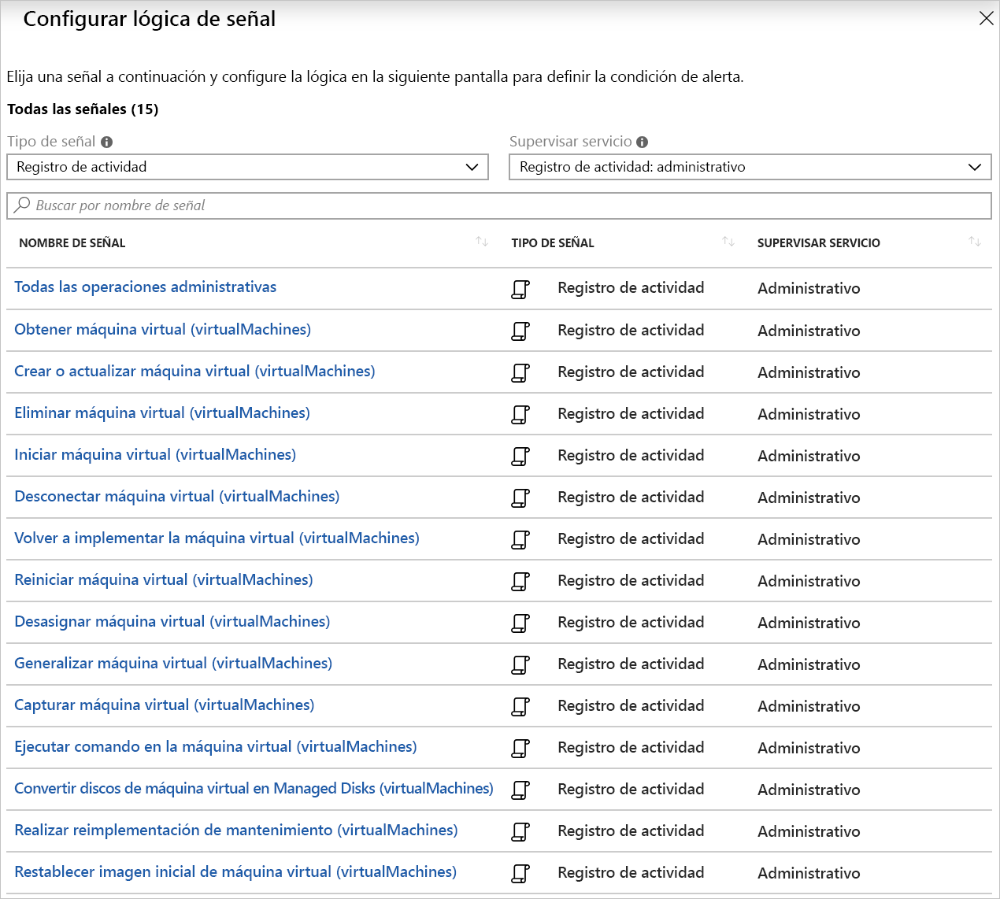 Configurar lógica de señal
Elija una señal a continuación y configure la lógica en la siguiente pantalla para definir la condición de alerta.
Todas las señales (15)
Tipo de señal Supervisar servicio
Registro de actividad Registro de actividad: administrativo
Buscar por nombre de señal
NOMBRE DE SEÑAL TIPO DE SEÑAL SUPERVISAR SERVICIO
Todas las operaciones administrativas Registro de actividad Administrativo
Obtener máquina virtual (virtualMachines) Registro de actividad Administrativo
Crear o actualizar máquina virtual (virtualMachines) Registro de actividad Administrativo
Eliminar máquina virtual (virtualMachines) Registro de actividad Administrativo
Iniciar máquina virtual (virtualMachines) Registro de actividad Administrativo
Desconectar máquina virtual (virtualMachines) Registro de actividad Administrativo
Volver a implementar la máquina virtual (virtualMachines) Registro de actividad Administrativo
Reiniciar máquina virtual (virtualMachines) Registro de actividad Administrativo
Desasignar máquina virtual (virtualMachines) Registro de actividad Administrativo
Generalizar máquina virtual (virtualMachines) Registro de actividad Administrativo
Capturar máquina virtual (virtualMachines) Registro de actividad Administrativo
Ejecutar comando en la máquina virtual (virtualMachines) Registro de actividad Administrativo
Convertir discos de máquina virtual en Managed Disks (virtualMachines) Registro de actividad Administrativo
Realizar reimplementación de mantenimiento (virtualMachines) Registro de actividad Administrativo
Restablecer imagen inicial de máquina virtual (virtualMachines) Registro de actividad Administrativo